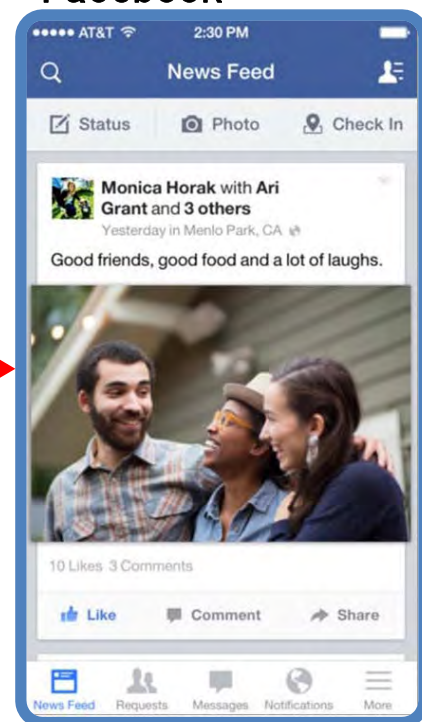 Facebook
AT&T 2:30 PM
News Feed
Status Photo Check In
Monica Horak with Ari
Grant and 3 others
Yesterday in Menlo Park, CA
Good friends, good food and a lot of laughs.
10 Likes 3 Comments
Like Comment Share
News Feed Requests Messages Notifications More